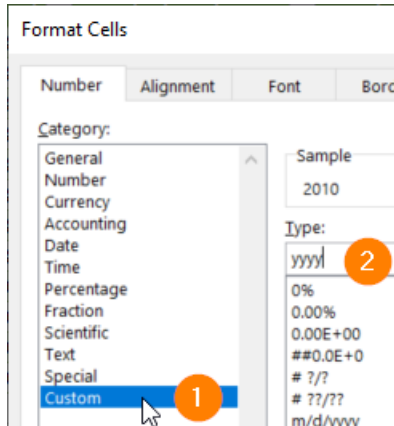 Format Cells
Number Alignment Font Bord
Category:
General
Number
Currency
Accounting
Date
Time
Percentage
Fraction
Scientific
Text
Special
Custom
1
Sample
2010
Type:
yyyy
2
0%
0.00%
0.00E+00
##0.0E+0
# ?/?
# ??/??
m/d/yyyy